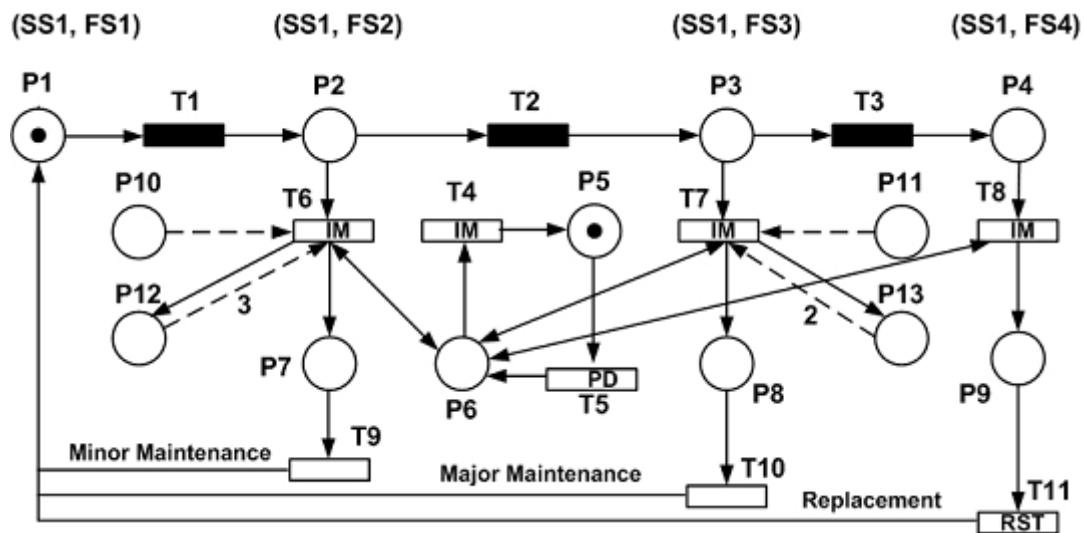 (SS1, FS1) (SS1, FS2) (SS1, FS3) (SS1, FS4)
P1 T1 P2 T2 P3 T3 P4
P10 T6 T4 P5 T7 P11 T8
IM IM IM IM
P12 3 2 P13
P7 P6 PD P8 P9
T5
Minor Maintenance T9
Major Maintenance T10
Replacement T11
RST